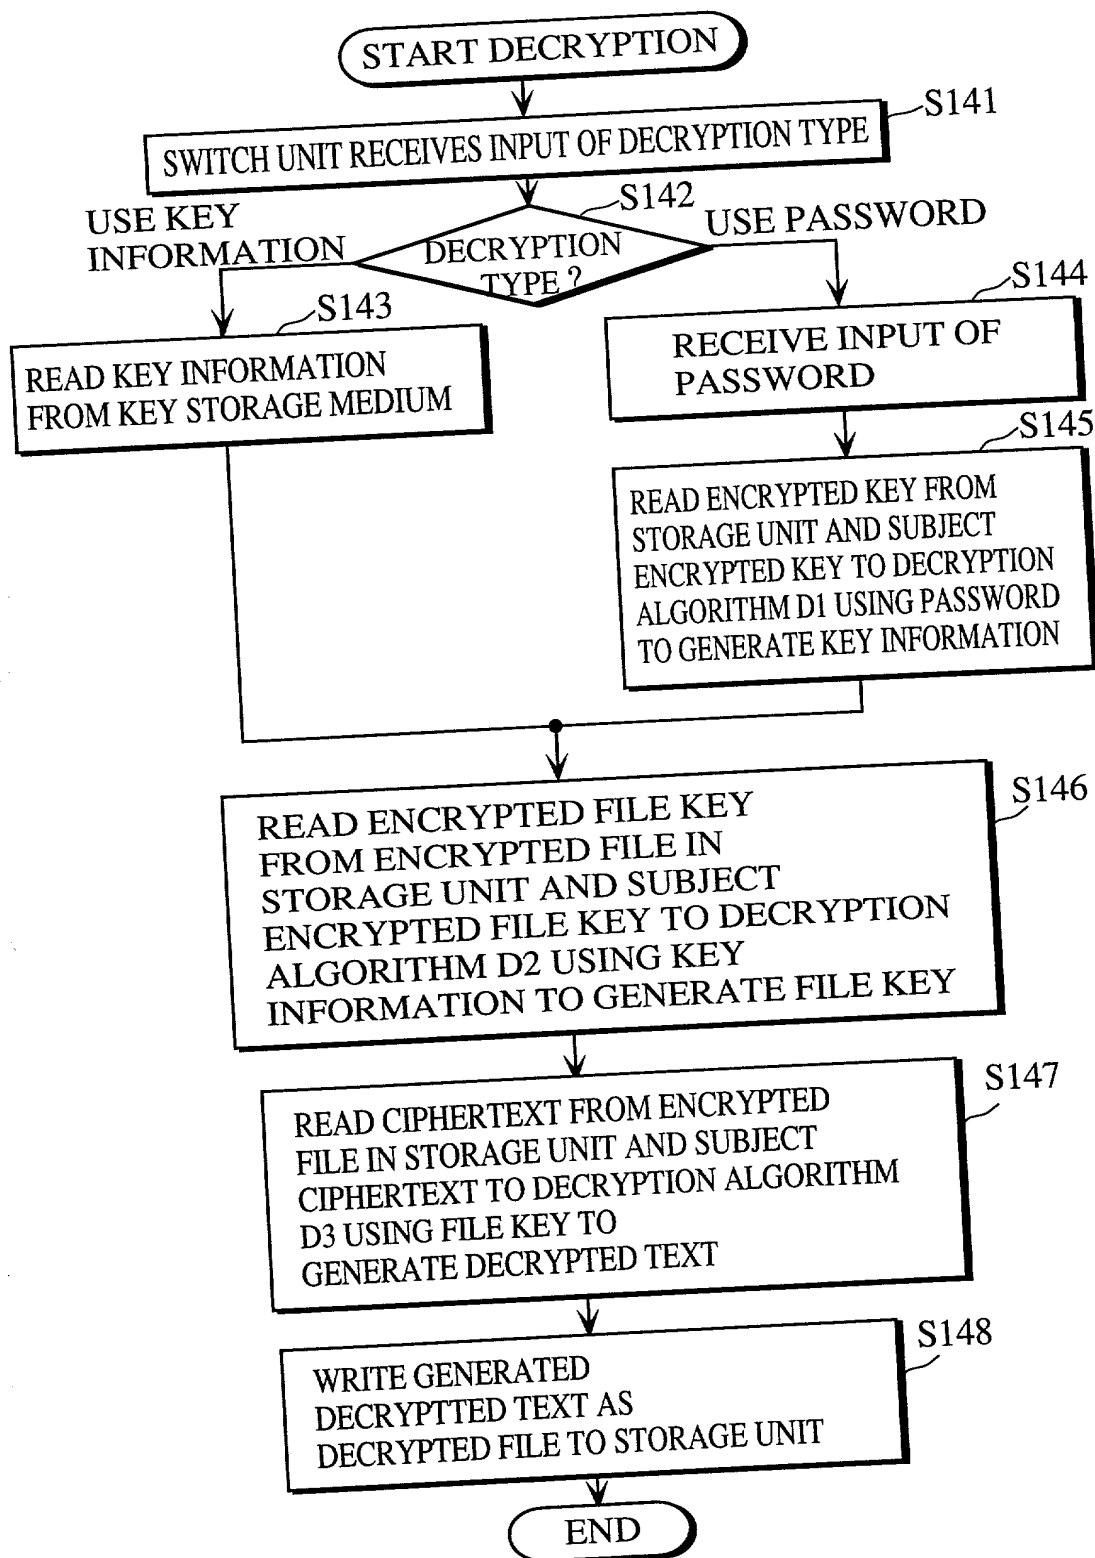 START DECRYPTION
S141
SWITCH UNIT RECEIVES INPUT OF DECRYPTION TYPE
S142
USE KEY
INFORMATION
USE PASSWORD
DECRYPTION
TYPE ?
S143
READ KEY INFORMATION
FROM KEY STORAGE MEDIUM
S144
RECEIVE INPUT OF
PASSWORD
S145
READ ENCRYPTED KEY FROM
STORAGE UNIT AND SUBJECT
ENCRYPTED KEY TO DECRYPTION
ALGORITHM D1 USING PASSWORD
TO GENERATE KEY INFORMATION
S146
READ ENCRYPTED FILE KEY
FROM ENCRYPTED FILE IN
STORAGE UNIT AND SUBJECT
ENCRYPTED FILE KEY TO DECRYPTION
ALGORITHM D2 USING KEY
INFORMATION TO GENERATE FILE KEY
S147
READ CIPHERTEXT FROM ENCRYPTED
FILE IN STORAGE UNIT AND SUBJECT
CIPHERTEXT TO DECRYPTION ALGORITHM
D3 USING FILE KEY TO
GENERATE DECRYPTED TEXT
S148
WRITE GENERATED
DECRYPTTED TEXT AS
DECRYPTED FILE TO STORAGE UNIT
END